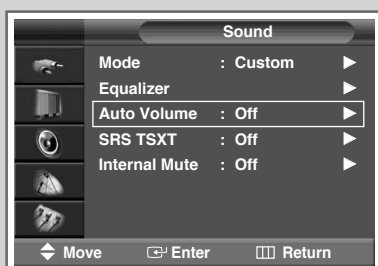 Sound
Mode : Custom
Equalizer
Auto Volume : Off
SRS TSXT : Off
Internal Mute : Off
Move Enter Return